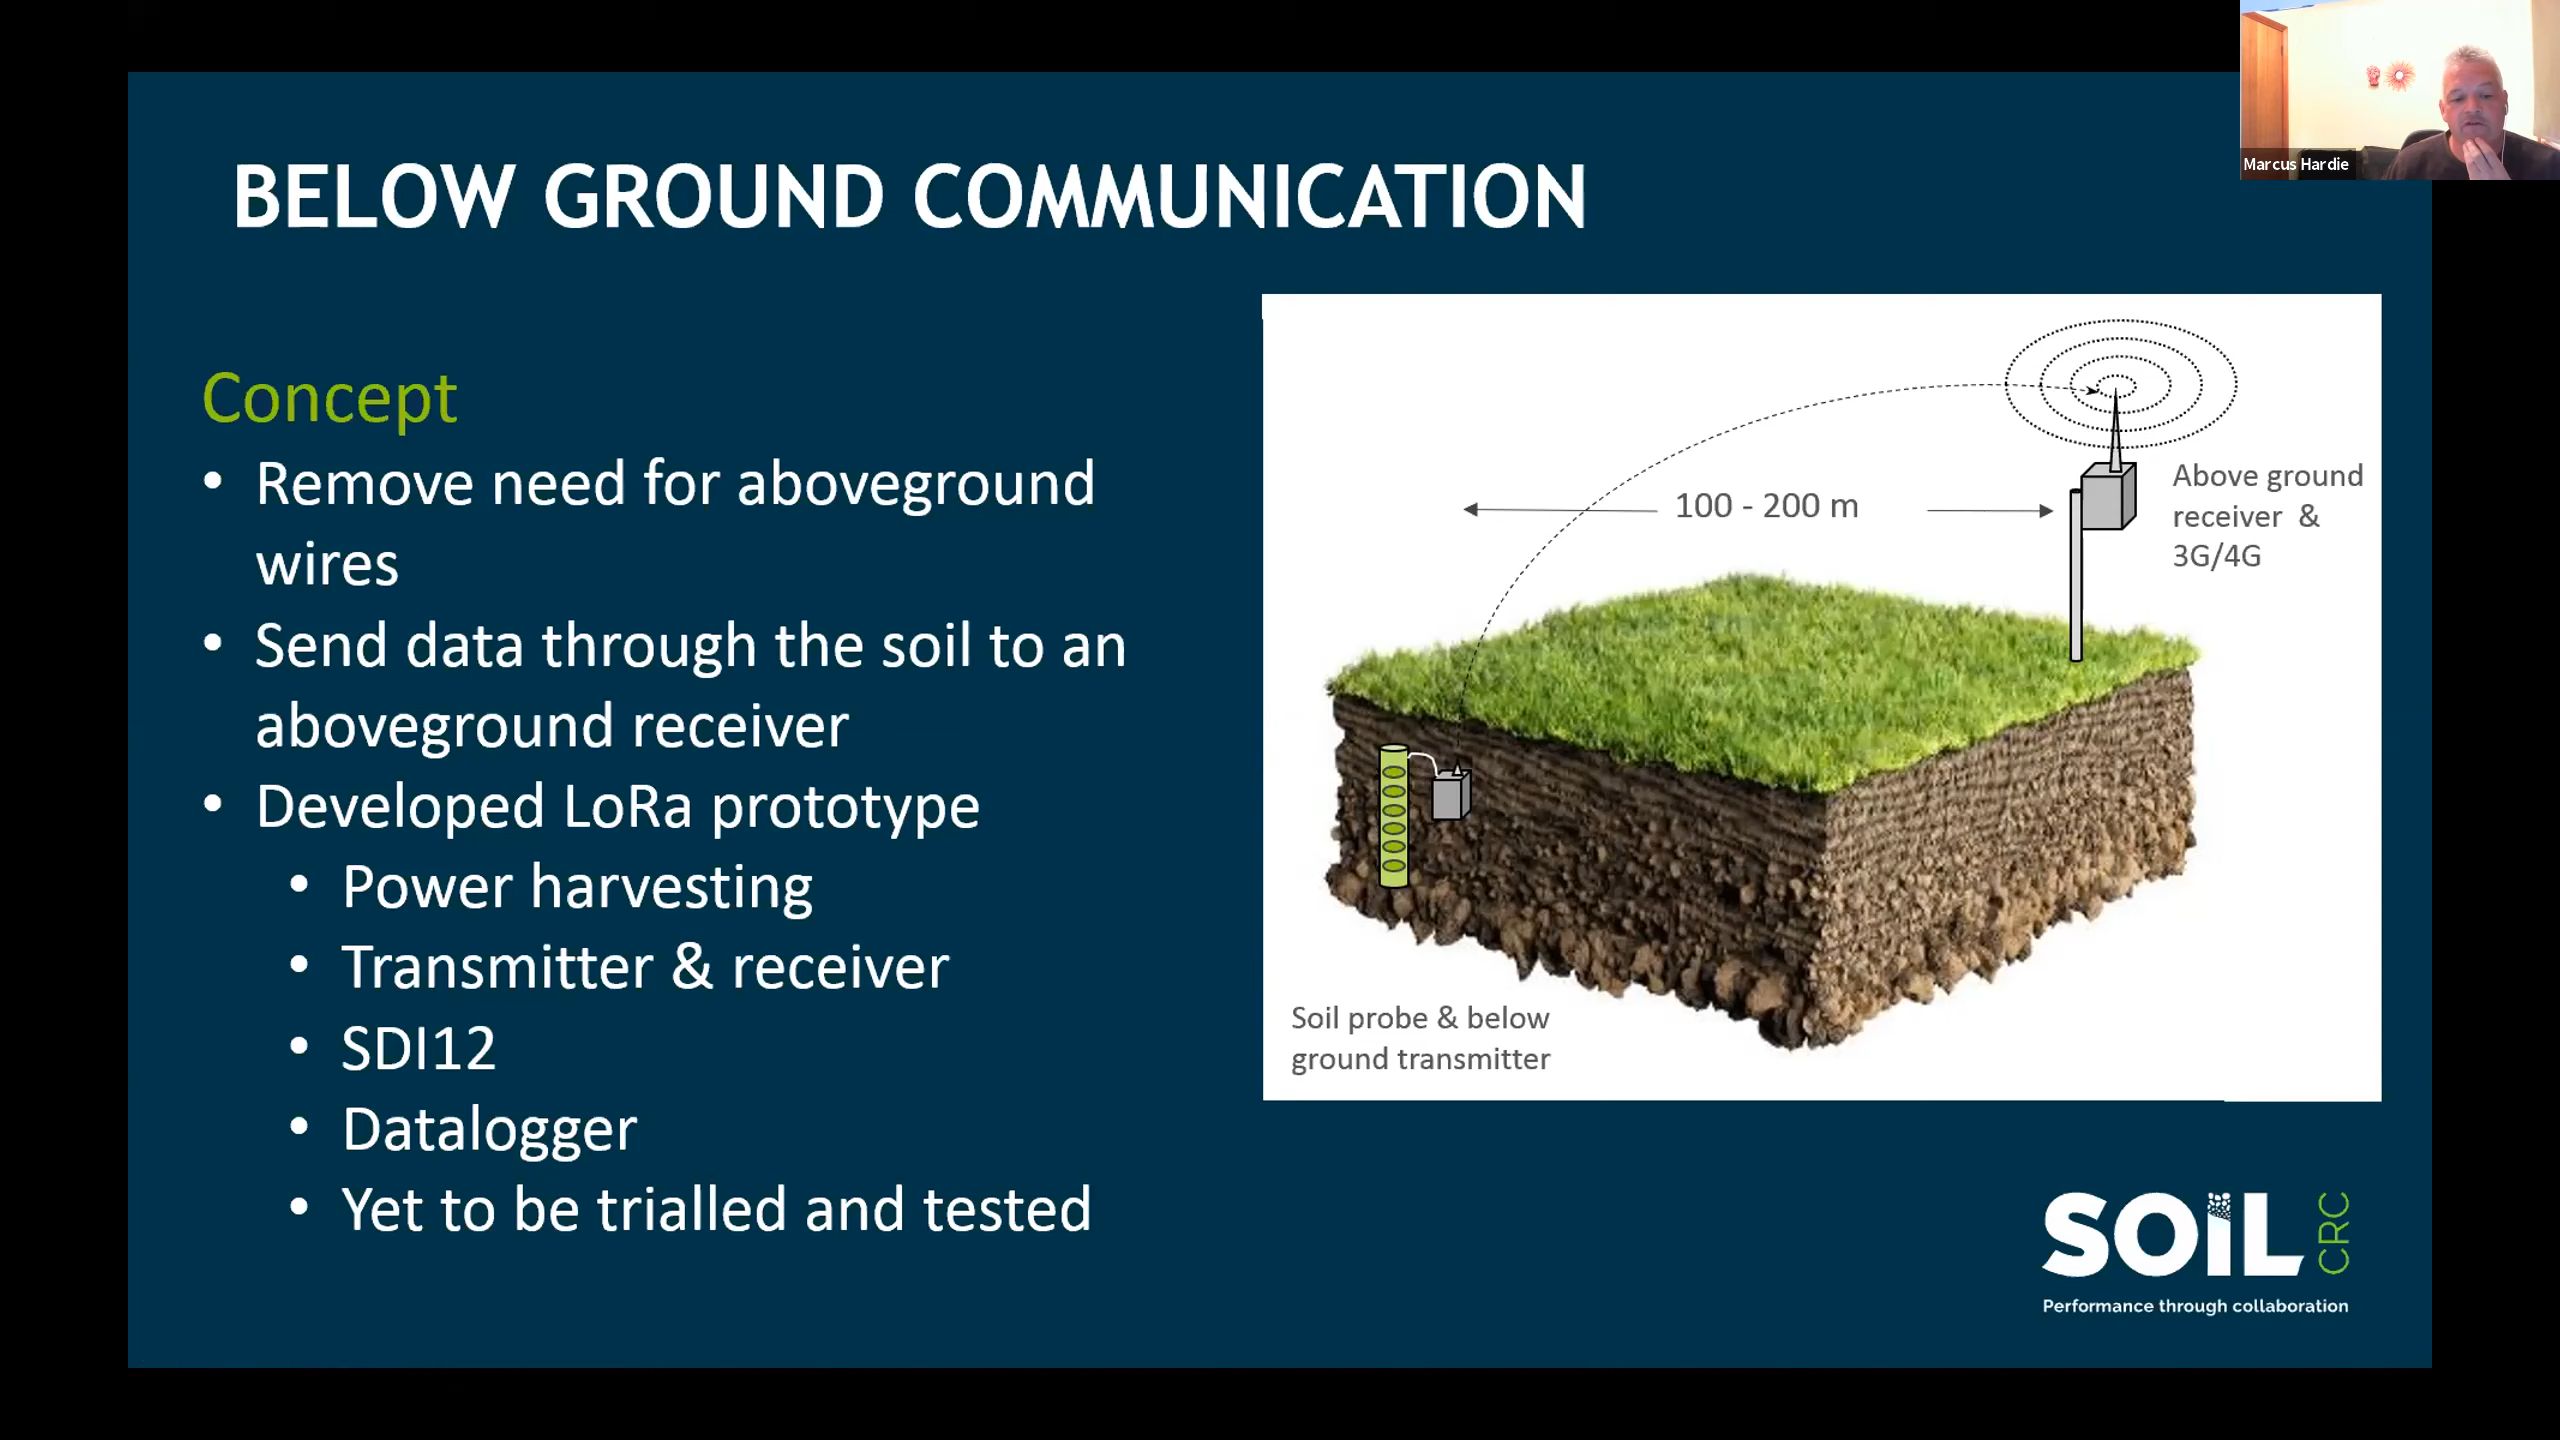 Marcus Hardie
BELOW GROUND COMMUNICATION
Concept
• Remove need for aboveground
wires
• Send data through the soil to an
aboveground receiver
• Developed LoRa prototype
• Power harvesting
• Transmitter & receiver
• SDI12
• Datalogger
• Yet to be trialled and tested
100 - 200 m
Above ground
receiver &
3G/4G
Soil probe & below
ground transmitter
SOIL CRC
Performance through collaboration